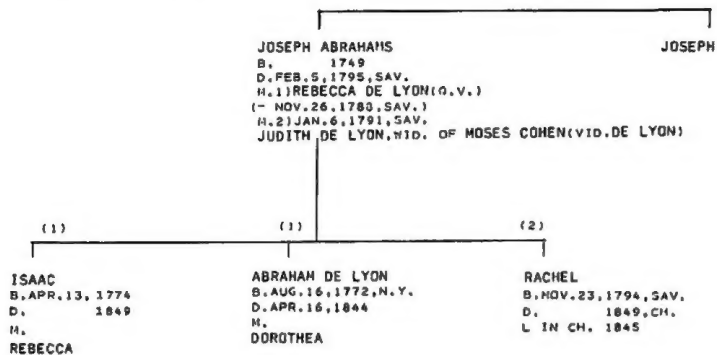 JOSEPH ABRAHAMS
B. 1749
D.FEB.5,1795,SAV.
M.1)REBECCA DE LYON(Q.V.)
(- NOV.26,1788,SAV.)
M.2)JAN.6,1791,SAV.
JUDITH DE LYON,WID. OF MOSES COHEN(VID.DE LYON)
JOSEPH
(1)
(1)
(2)
ISAAC
B.APR.13,1774
D. 1849
M.
REBECCA
ABRAHAM DE LYON
B.AUG.16,1772,N.Y.
D.APR.16,1844
M.
DOROTHEA
RACHEL
B.NOV.23,1794,SAV.
D. 1849,CH.
L IN CH. 1845